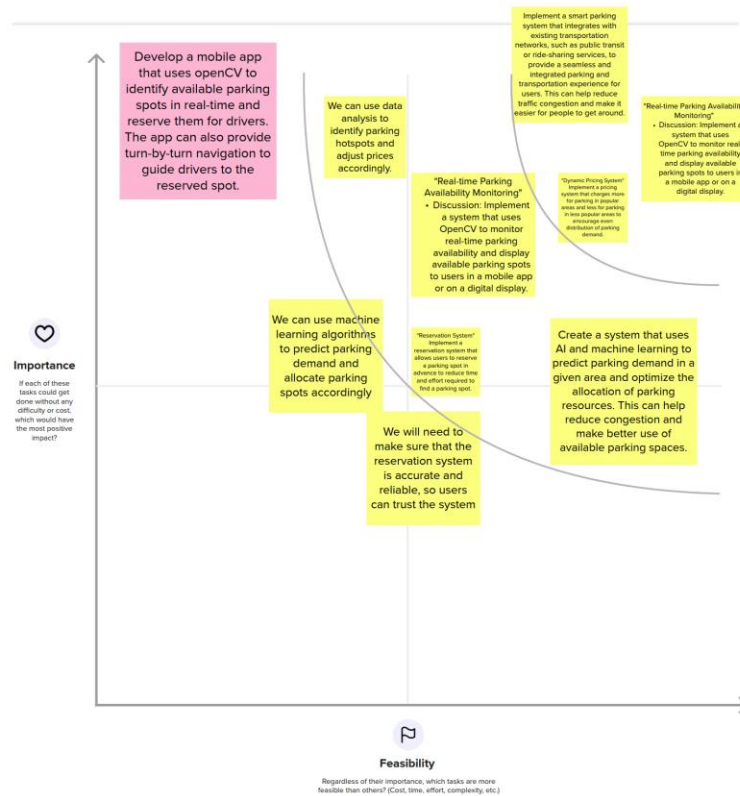 Develop a mobile app
that uses openCV to
identify available parking
spots in real-time and
reserve them for drivers.
The app can also provide
turn-by-turn navigation to
guide drivers to the
reserved spot.
We can use data
analysis to
identify parking
hotspots and
adjust prices
accordingly.
Implement a smart parking
system that integrates with
existing transportation
networks, such as public transit
or ride-sharing services, to
provide a seamless and
integrated parking and
transportation experience for
users. This can help reduce
traffic congestion and make it
easier for people to get around.
"Real-time Parking Availability
Monitoring"
• Discussion: Implement a
system that uses
OpenCV to monitor real-
time parking availability
and display available
parking spots to users in
a mobile app or on a
digital display.
"Real-time Parking
Availability Monitoring"
• Discussion: Implement
a system that uses
OpenCV to monitor
real-time parking
availability and display
available parking spots
to users in a mobile app
or on a digital display.
"Dynamic Pricing System"
Implement a pricing
system that charges more
for parking in popular
areas and less for parking
in less popular areas to
encourage even
distribution of parking
demand.
We can use machine
learning algorithms
to predict parking
demand and
allocate parking
spots accordingly
"Reservation System"
Implement a
reservation system that
allows users to reserve
a parking spot in
advance to reduce time
and effort required to
find a parking spot.
Create a system that uses
AI and machine learning to
predict parking demand in a
given area and optimize the
allocation of parking
resources. This can help
reduce congestion and
make better use of
available parking spaces.
We will need to
make sure that the
reservation system
is accurate and
reliable, so users
can trust the system
Importance
If each of these
tasks could get
done without any
difficulty or cost,
which would have
the most positive
impact?
Feasibility
Regardless of their importance, which tasks are more
feasible than others? (Cost, time, effort, complexity, etc.)